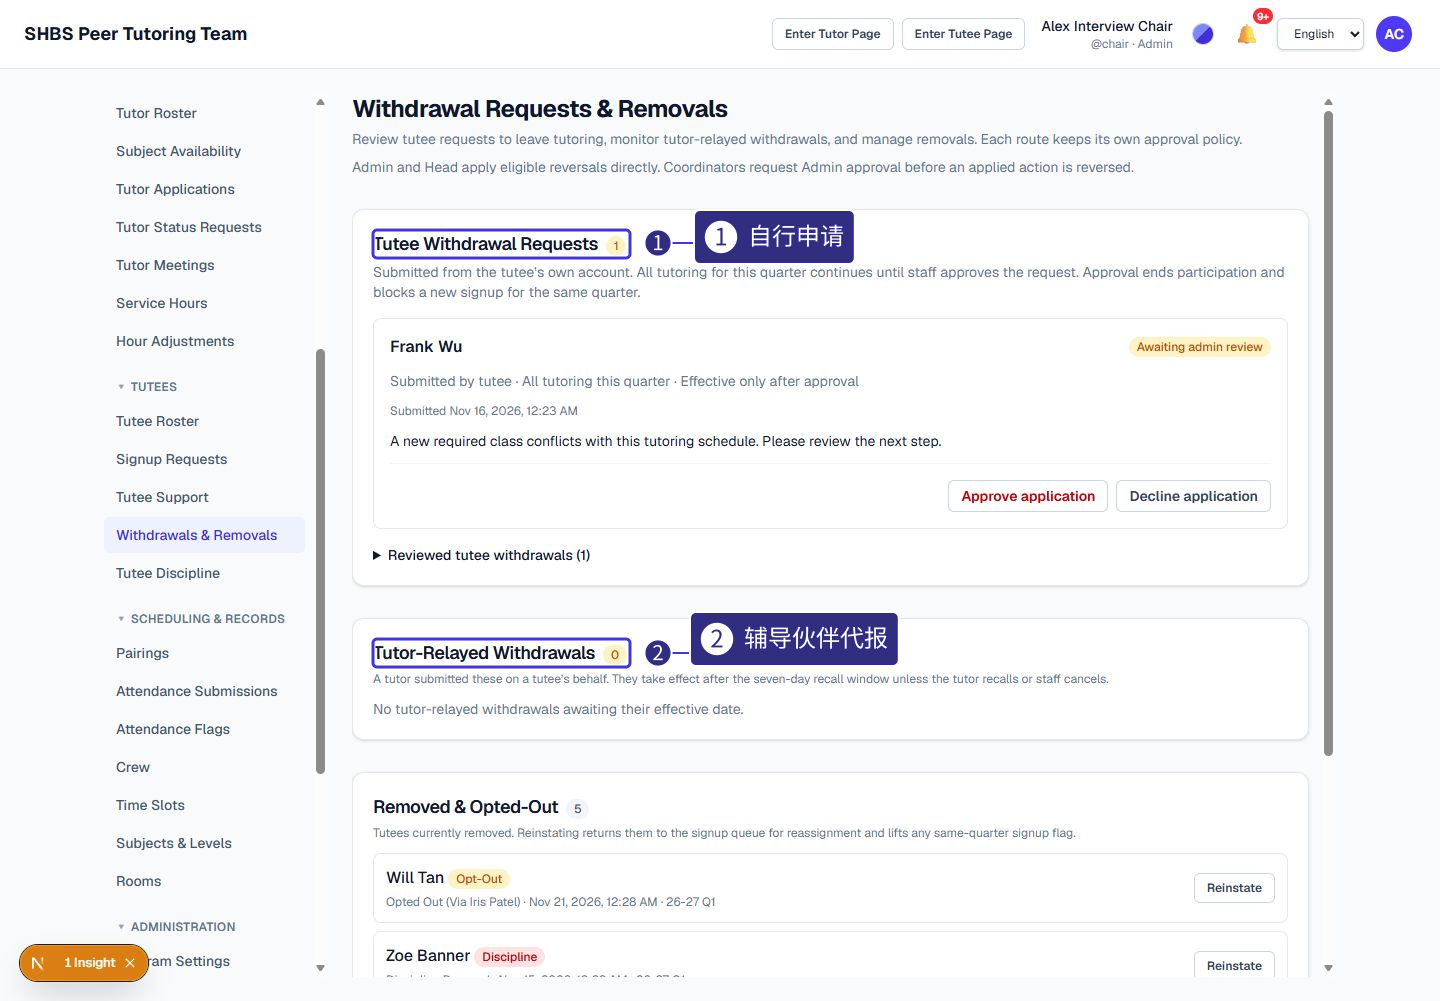 SHBS Peer Tutoring Team
Enter Tutor Page
Enter Tutee Page
Alex Interview Chair
@chair · Admin
9+
English
AC
Tutor Roster
Subject Availability
Tutor Applications
Tutor Status Requests
Tutor Meetings
Service Hours
Hour Adjustments
TUTEES
Tutee Roster
Signup Requests
Tutee Support
Withdrawals & Removals
Tutee Discipline
SCHEDULING & RECORDS
Pairings
Attendance Submissions
Attendance Flags
Crew
Time Slots
Subjects & Levels
Rooms
ADMINISTRATION
ram Settings
N 1 Insight ×
Withdrawal Requests & Removals
Review tutee requests to leave tutoring, monitor tutor-relayed withdrawals, and manage removals. Each route keeps its own approval policy.
Admin and Head apply eligible reversals directly. Coordinators request Admin approval before an applied action is reversed.
Tutee Withdrawal Requests 1
1
1 自行申请
Submitted from the tutee's own account. All tutoring for this quarter continues until staff approves the request. Approval ends participation and
blocks a new signup for the same quarter.
Frank Wu
Awaiting admin review
Submitted by tutee · All tutoring this quarter · Effective only after approval
Submitted Nov 16, 2026, 12:23 AM
A new required class conflicts with this tutoring schedule. Please review the next step.
Approve application
Decline application
Reviewed tutee withdrawals (1)
Tutor-Relayed Withdrawals 0
2
2 辅导伙伴代报
A tutor submitted these on a tutee's behalf. They take effect after the seven-day recall window unless the tutor recalls or staff cancels.
No tutor-relayed withdrawals awaiting their effective date.
Removed & Opted-Out 5
Tutees currently removed. Reinstating returns them to the signup queue for reassignment and lifts any same-quarter signup flag.
Will Tan Opt-Out
Opted Out (Via Iris Patel) · Nov 21, 2026, 12:28 AM · 26-27 Q1
Reinstate
Zoe Banner Discipline
Reinstate